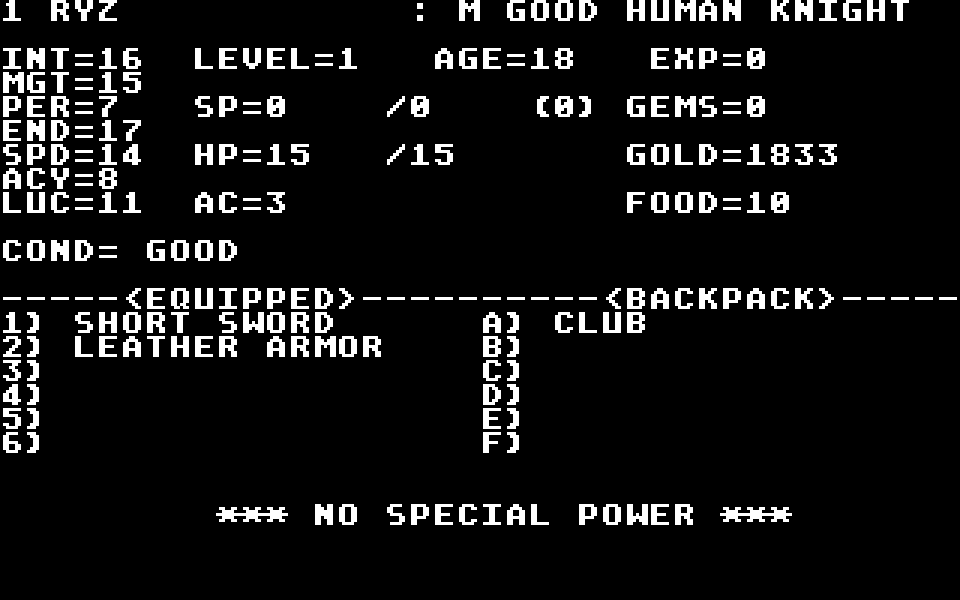 1 RYZ : M GOOD HUMAN KNIGHT
INT=16 LEVEL=1 AGE=18 EXP=0
MGT=15
PER=7 SP=0 /0 (0) GEMS=0
END=17
SPD=14 HP=15 /15 GOLD=1833
ACY=8
LUC=11 AC=3 FOOD=10
COND= GOOD
-----<EQUIPPED>----------<BACKPACK>-----
1) SHORT SWORD A) CLUB
2) LEATHER ARMOR B)
3) C)
4) D)
5) E)
6) F)
*** NO SPECIAL POWER ***